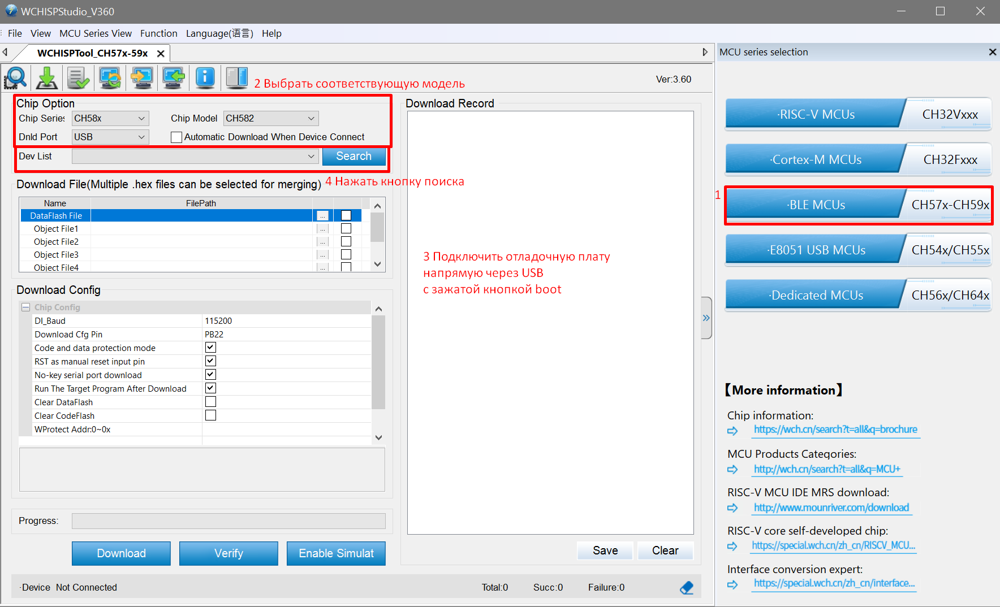 WCHISPStudio_V360
File View MCU Series View Function Language(语言) Help
WCHISPTool_CH57x-59x
MCU series selection
2 Выбрать соответствующую модель
Ver:3.60
Chip Option
Chip Series CH58x Chip Model CH582
Dnld Port USB Automatic Download When Device Connect
Dev List Search
Download File(Multiple .hex files can be selected for merging)
4 Нажать кнопку поиска
Name FilePath
DataFlash File ...
Object File1 ...
Object File2 ...
Object File3 ...
Object File4 ...
Download Config
Chip Config
DI_Baud 115200
Download Cfg Pin PB22
Code and data protection mode
RST as manual reset input pin
No-key serial port download
Run The Target Program After Download
Clear DataFlash
Clear CodeFlash
WProtect Addr:0~0x
Progress:
Download Verify Enable Simulat
Download Record
3 Подключить отладочную плату
напрямую через USB
с зажатой кнопкой boot
Save Clear
·Device Not Connected Total:0 Succ:0 Failure:0
·RISC-V MCUs CH32Vxxx
·Cortex-M MCUs CH32Fxxx
1
·BLE MCUs CH57x-CH59x
·E8051 USB MCUs CH54x/CH55x
·Dedicated MCUs CH56x/CH64x
【More information】
Chip information:
https://wch.cn/search?t=all&q=brochure
MCU Products Categories:
http://wch.cn/search?t=all&q=MCU+
RISC-V MCU IDE MRS download:
http://www.mounriver.com/download
RISC-V core self-developed chip:
https://special.wch.cn/zh_cn/RISCV_MCU...
Interface conversion expert:
https://special.wch.cn/zh_cn/interface...